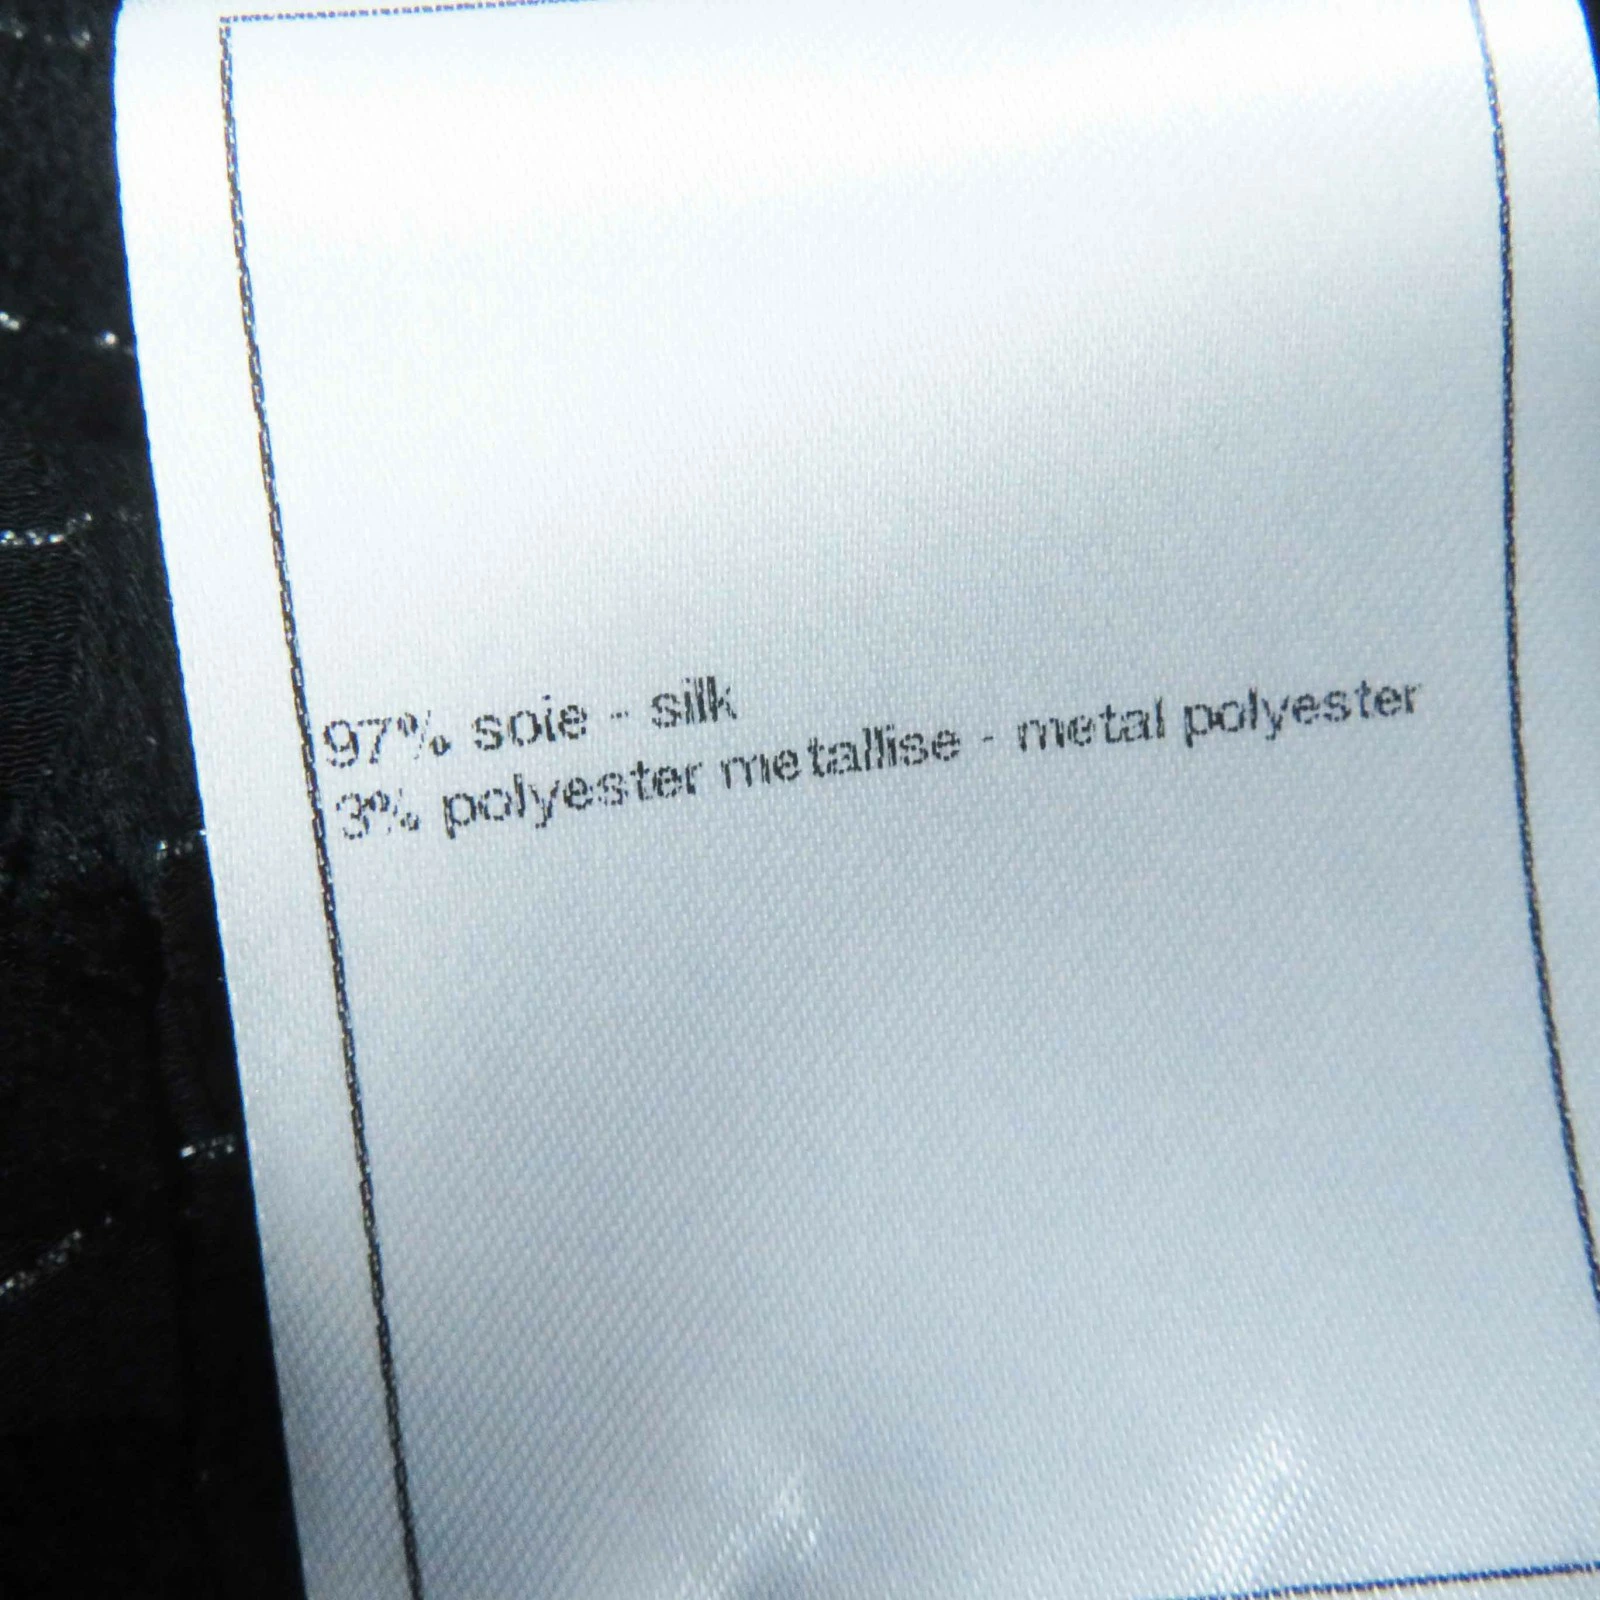 97% soie - silk
3% polyester metallise - metal polyester